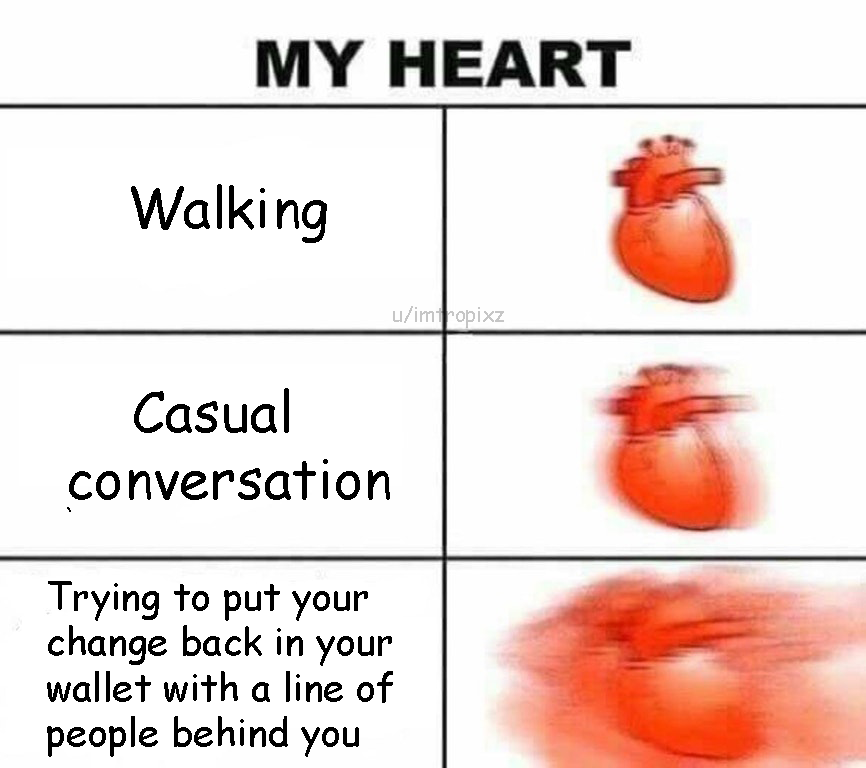 MY HEART
Walking
u/imtropixz
Casual
conversation
Trying to put your
change back in your
wallet with a line of
people behind you